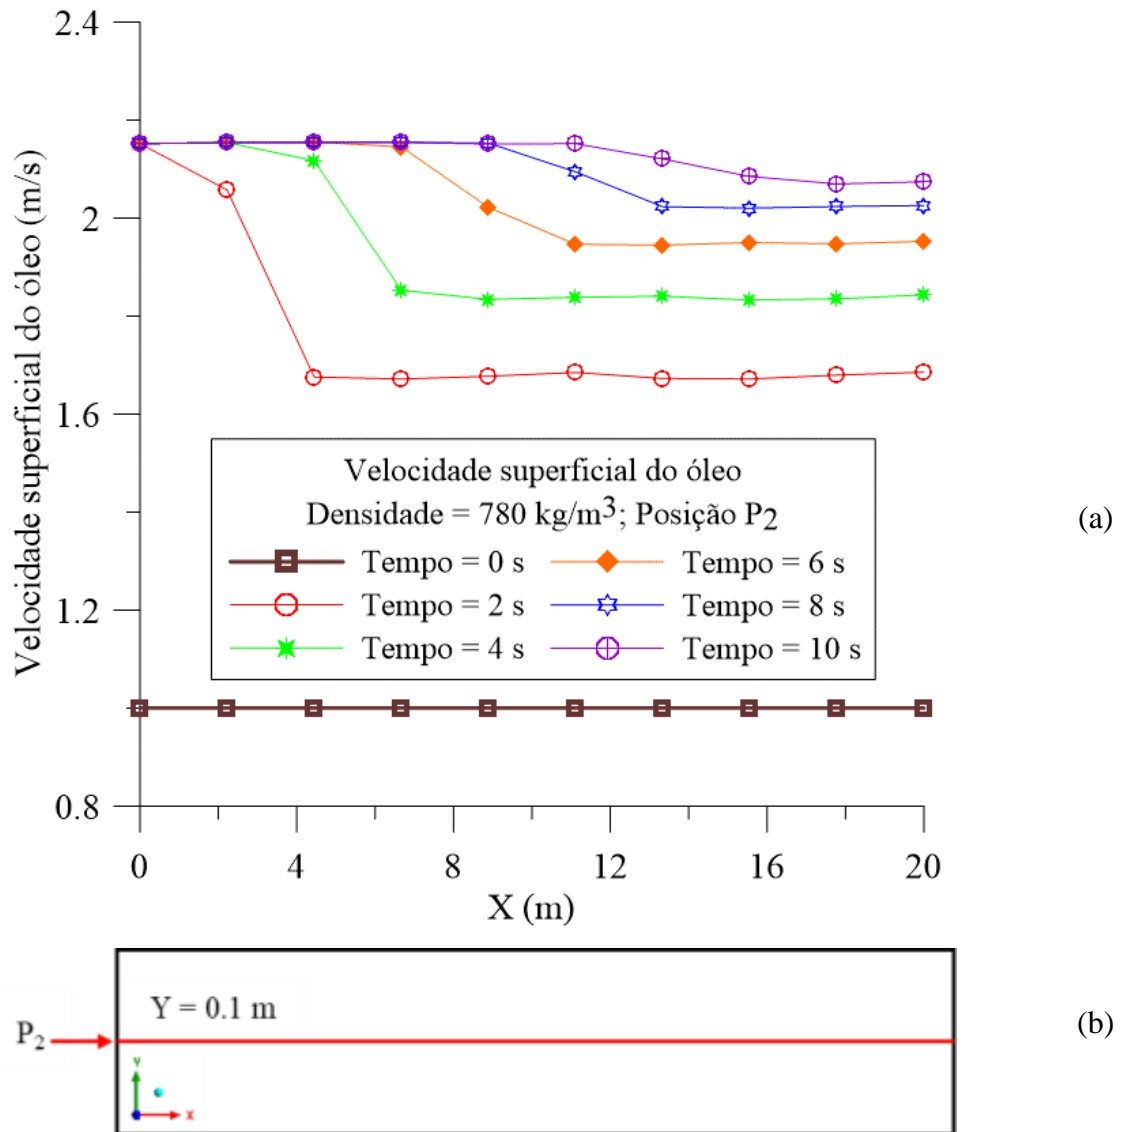 2.4
2
1.6
1.2
0.8
Velocidade superficial do óleo (m/s)
Velocidade superficial do óleo
Densidade = 780 kg/m³; Posição P₂
Tempo = 0 s
Tempo = 6 s
Tempo = 2 s
Tempo = 8 s
Tempo = 4 s
Tempo = 10 s
(a)
0 4 8 12 16 20
X (m)
Y = 0.1 m
P₂
(b)
Y
X